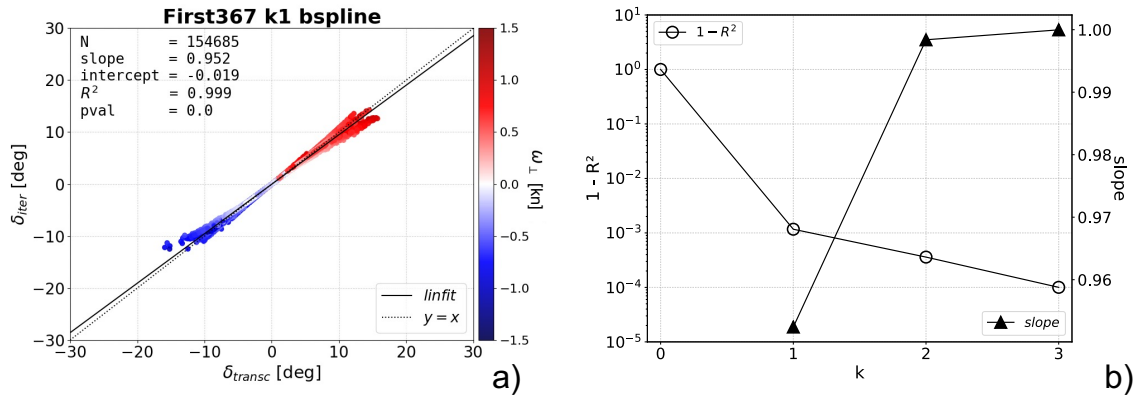 First367 k1 bspline
N = 154685
slope = 0.952
intercept = -0.019
R² = 0.999
pval = 0.0
30
20
10
0
−10
−20
−30
δ_iter [deg]
−30 −20 −10 0 10 20 30
δ_transc [deg]
linfit
y = x
1.5
1.0
0.5
0.0
−0.5
−1.0
−1.5
ω⊥ [kn]
a)
10¹
10⁰
10⁻¹
10⁻²
10⁻³
10⁻⁴
10⁻⁵
1 - R²
1 − R²
0 1 2 3
k
1.00
0.99
0.98
0.97
0.96
slope
slope
b)